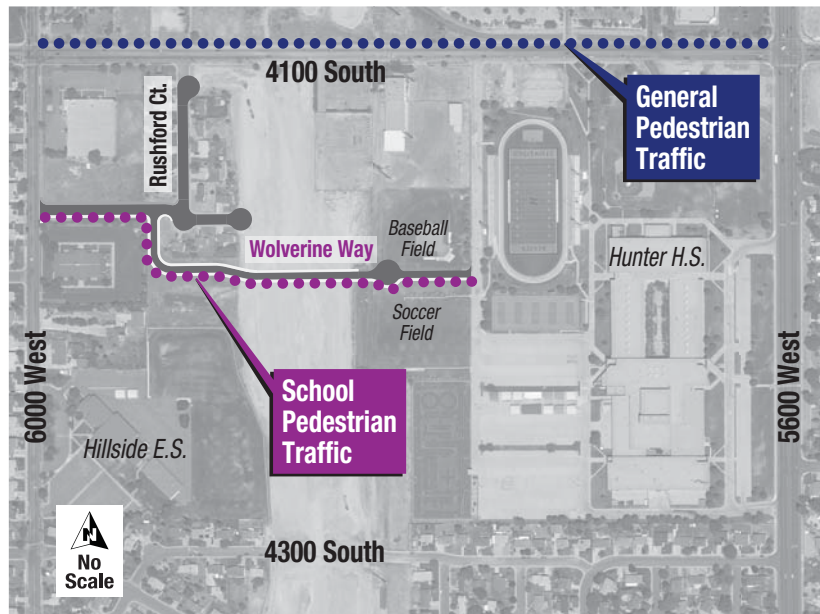 4100 South
General
Pedestrian
Traffic
Rushford Ct.
Wolverine Way
Baseball
Field
Hunter H.S.
Soccer
Field
6000 West
5600 West
School
Pedestrian
Traffic
Hillside E.S.
N
No
Scale
4300 South